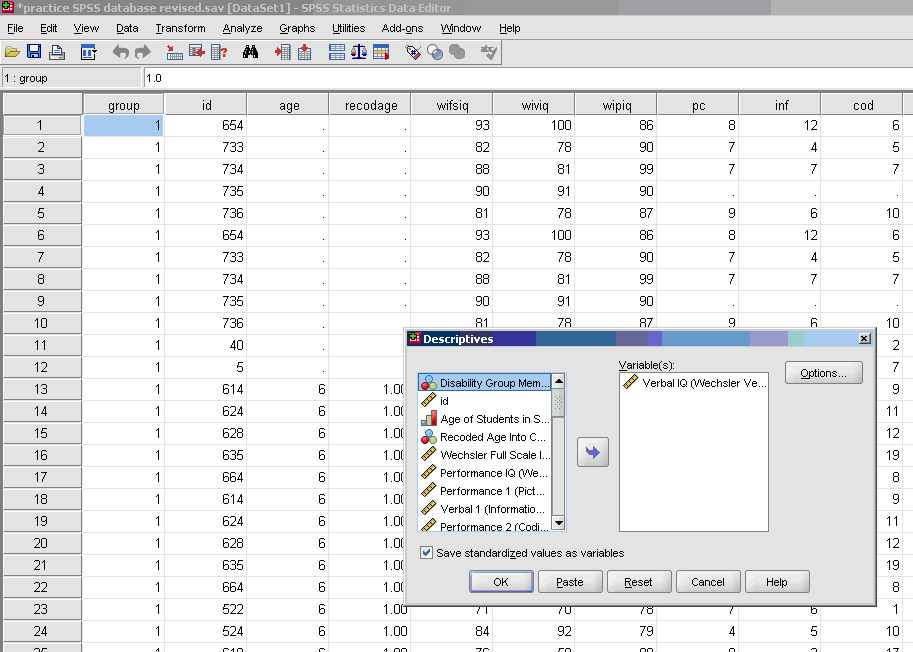 *practice SPSS database revised.sav [DataSet1] - SPSS Statistics Data Editor
File Edit View Data Transform Analyze Graphs Utilities Add-ons Window Help
1 : group 1.0
group id age recodage wifsiq wiviq wipiq pc inf cod
1 1 654 . . 93 100 86 8 12 6
2 1 733 . . 82 78 90 7 4 5
3 1 734 . . 88 81 99 7 7 7
4 1 735 . . 90 91 90 . . .
5 1 736 . . 81 78 87 9 6 10
6 1 654 . . 93 100 86 8 12 6
7 1 733 . . 82 78 90 7 4 5
8 1 734 . . 88 81 99 7 7 7
9 1 735 . . 90 91 90 . . .
10 1 736 . . 81 78 87 9 6 10
11 1 40 . 2
12 1 5 . 7
13 1 614 6 1.00 9
14 1 624 6 1.00 11
15 1 628 6 1.00 12
16 1 635 6 1.00 19
17 1 664 6 1.00 8
18 1 614 6 1.00 9
19 1 624 6 1.00 11
20 1 628 6 1.00 12
21 1 635 6 1.00 19
22 1 664 6 1.00 8
23 1 522 6 1.00 71 70 78 7 6 1
24 1 524 6 1.00 84 92 79 4 5 10
Descriptives
Disability Group Mem...
id
Age of Students in S...
Recoded Age Into C...
Wechsler Full Scale I...
Performance IQ (We...
Performance 1 (Pict...
Verbal 1 (Informatio...
Performance 2 (Codi...
Variable(s):
Verbal IQ (Wechsler Ve...
Options...
Save standardized values as variables
OK Paste Reset Cancel Help